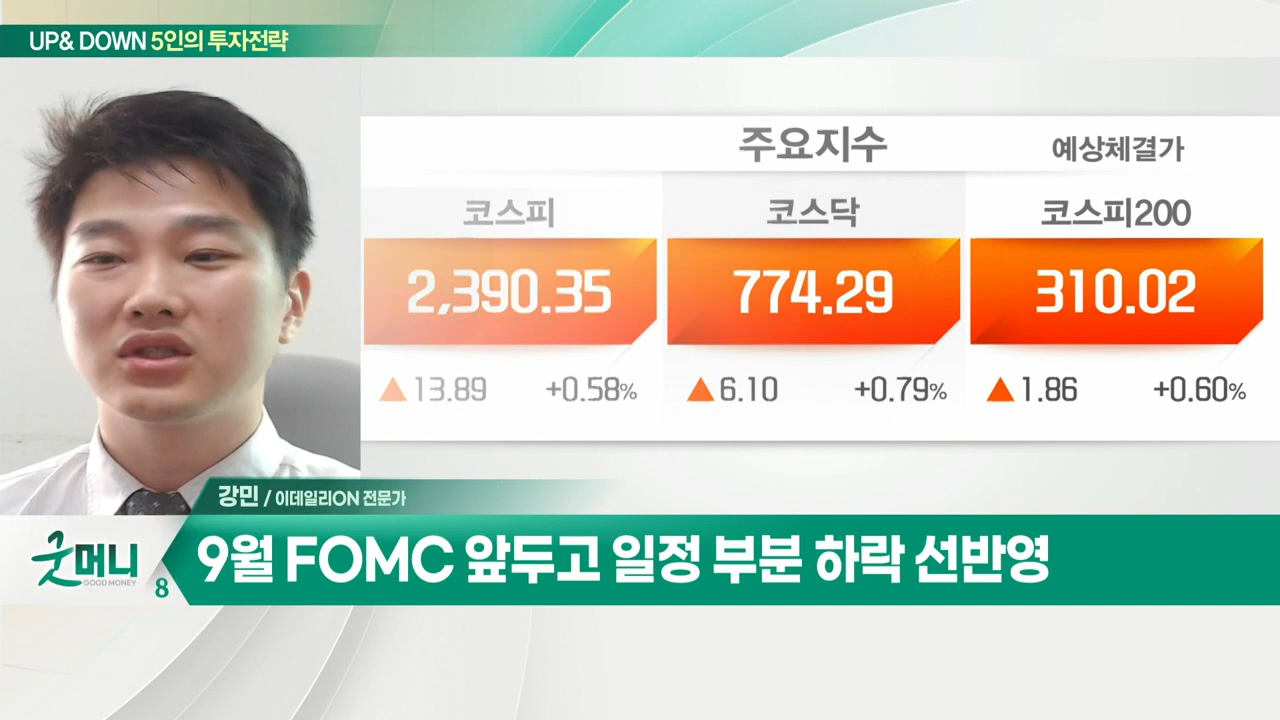 UP& DOWN 5인의 투자전략
주요지수
예상체결가
코스피
코스닥
코스피200
2,390.35
774.29
310.02
▲13.89 +0.58%
▲6.10 +0.79%
▲1.86 +0.60%
강민 / 이데일리ON 전문가
굿머니
GOOD MONEY
8
9월 FOMC 앞두고 일정 부분 하락 선반영